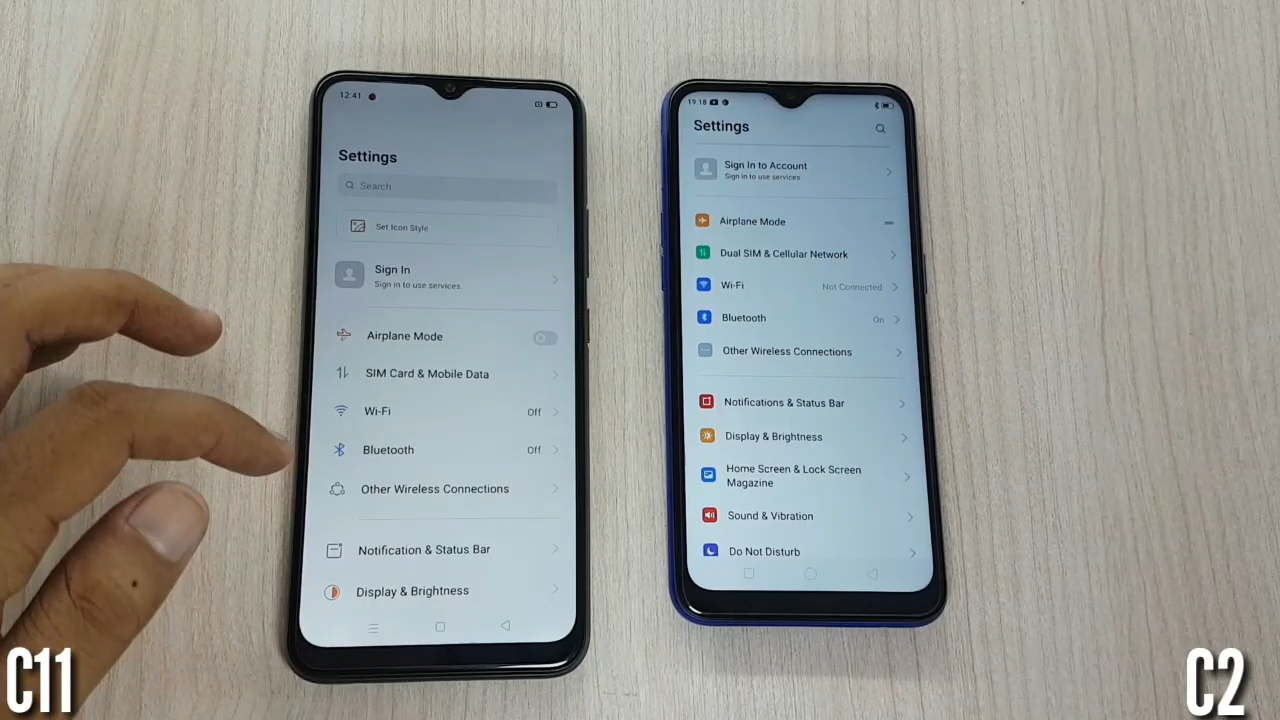 12:41
Settings
Search
Set Icon Style
Sign In
Sign in to use services.
Airplane Mode
SIM Card & Mobile Data
Wi-Fi Off
Bluetooth Off
Other Wireless Connections
Notification & Status Bar
Display & Brightness
19:18
Settings
Sign In to Account
Sign in to use services
Airplane Mode
Dual SIM & Cellular Network
Wi-Fi Not Connected
Bluetooth On
Other Wireless Connections
Notifications & Status Bar
Display & Brightness
Home Screen & Lock Screen
Magazine
Sound & Vibration
Do Not Disturb
C11
C2